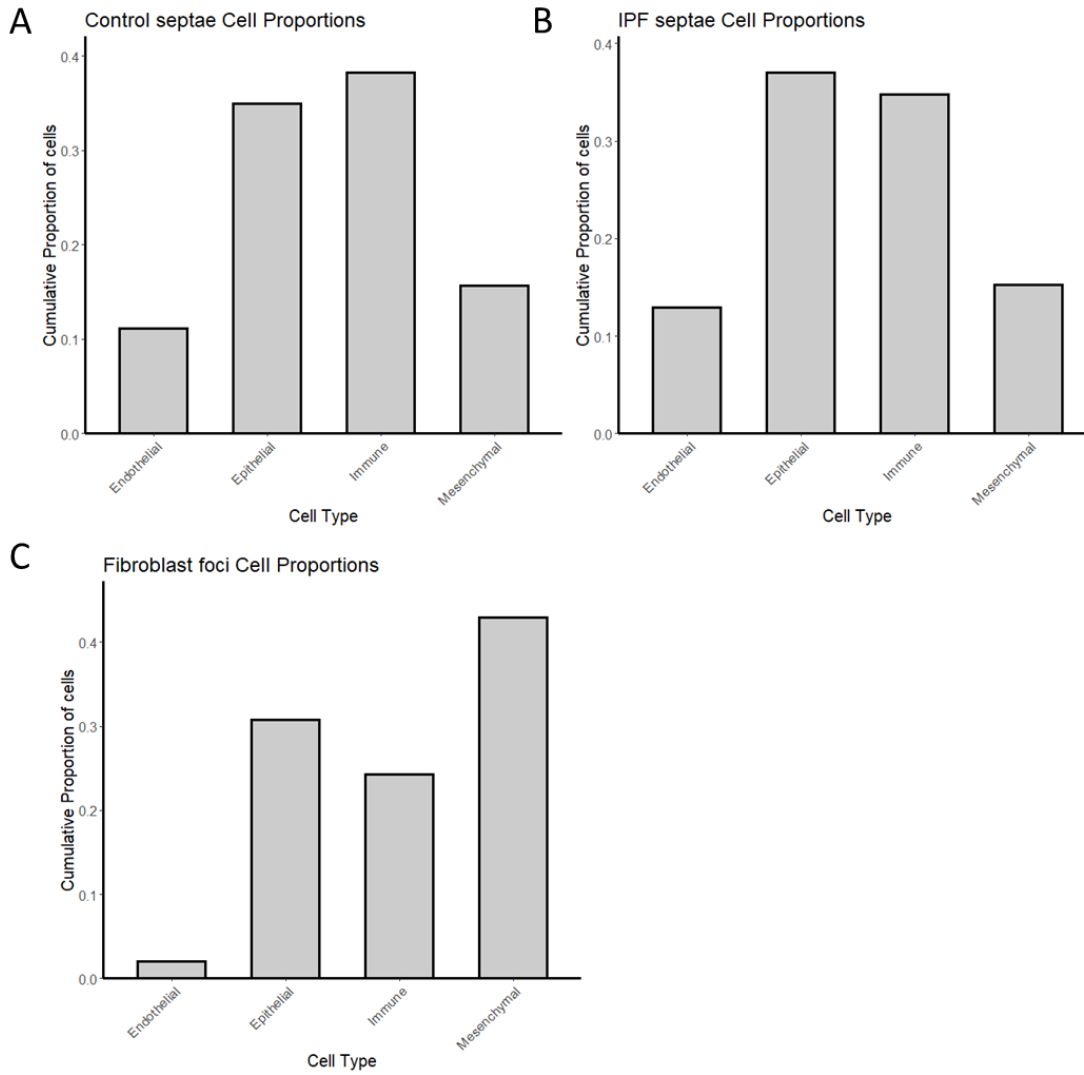 A
Control septae Cell Proportions
Cumulative Proportion of cells
0.4
0.3
0.2
0.1
0.0
Endothelial
Epithelial
Immune
Mesenchymal
Cell Type
B
IPF septae Cell Proportions
Cumulative Proportion of cells
0.4
0.3
0.2
0.1
0.0
Endothelial
Epithelial
Immune
Mesenchymal
Cell Type
C
Fibroblast foci Cell Proportions
Cumulative Proportion of cells
0.4
0.3
0.2
0.1
0.0
Endothelial
Epithelial
Immune
Mesenchymal
Cell Type